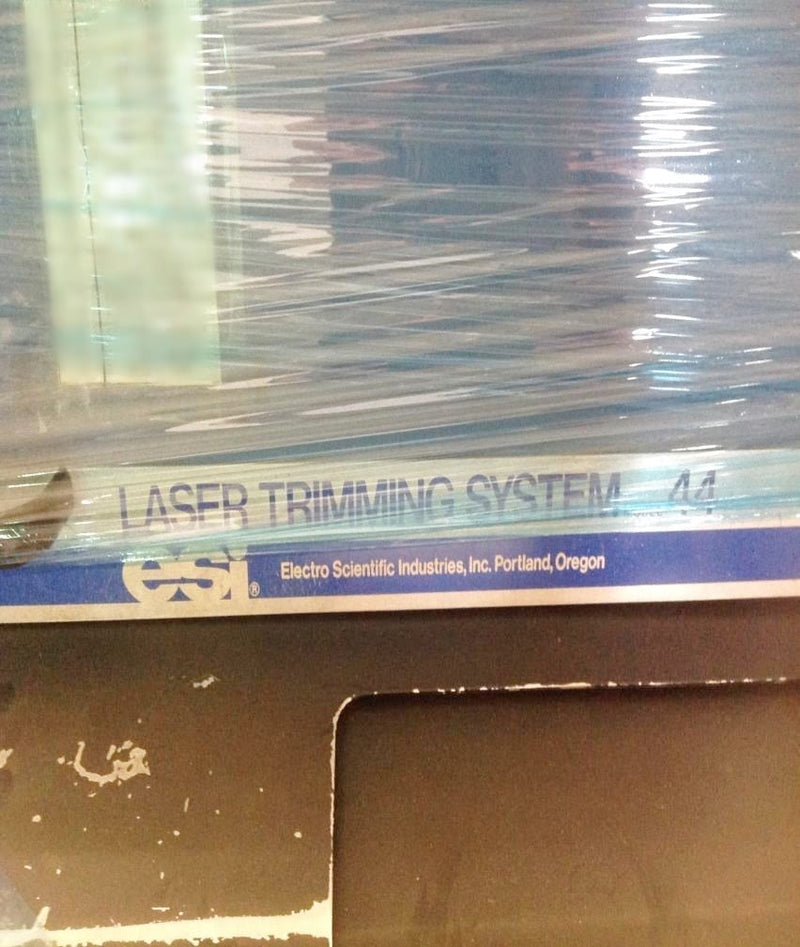 LASER TRIMMING SYSTEM 44
esi® Electro Scientific Industries, Inc. Portland, Oregon